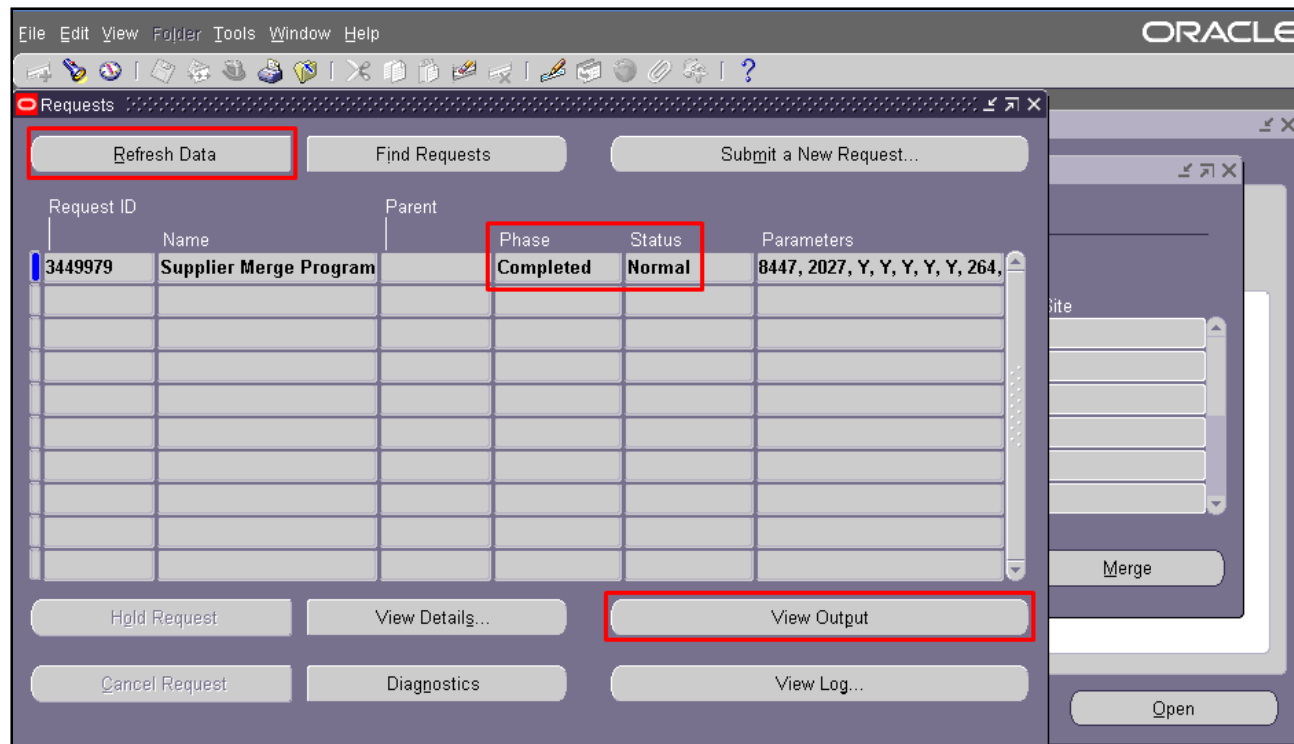 File Edit View Folder Tools Window Help
ORACLE
?
Requests
Refresh Data
Find Requests
Submit a New Request...
Request ID
Parent
Name
Phase
Status
Parameters
3449979
Supplier Merge Program
Completed
Normal
8447, 2027, Y, Y, Y, Y, Y, 264,
Site
Merge
Hold Request
View Details...
View Output
Cancel Request
Diagnostics
View Log...
Open